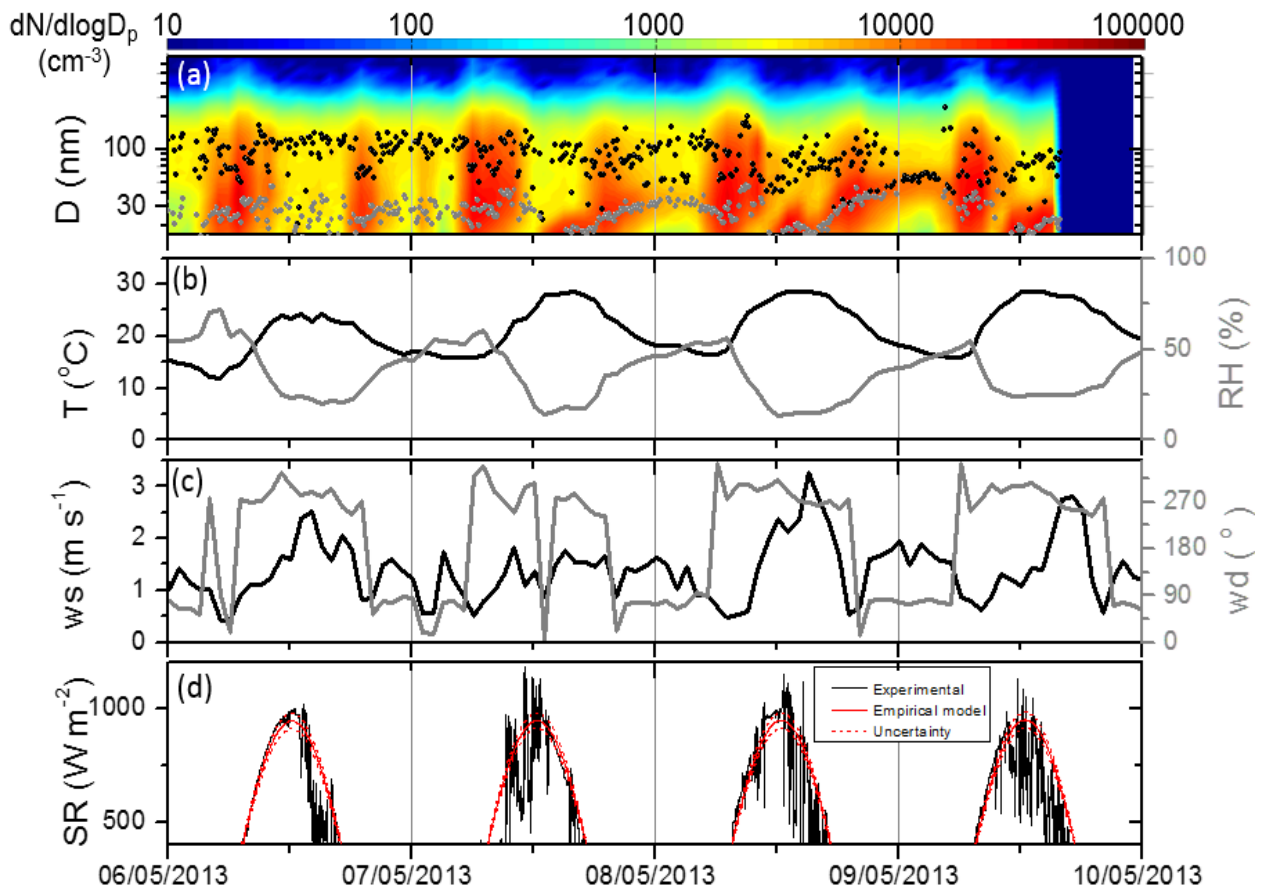 dN/dlogDp 10 100 1000 10000 100000
(cm-3)
(a)
D (nm)
100
30
(b)
T (°C)
30
20
10
0
100
50
0
RH (%)
(c)
ws (m s-1)
3
2
1
0
270
180
90
0
wd (°)
(d)
SR (W m-2)
1000
500
Experimental
Empirical model
Uncertainty
06/05/2013 07/05/2013 08/05/2013 09/05/2013 10/05/2013